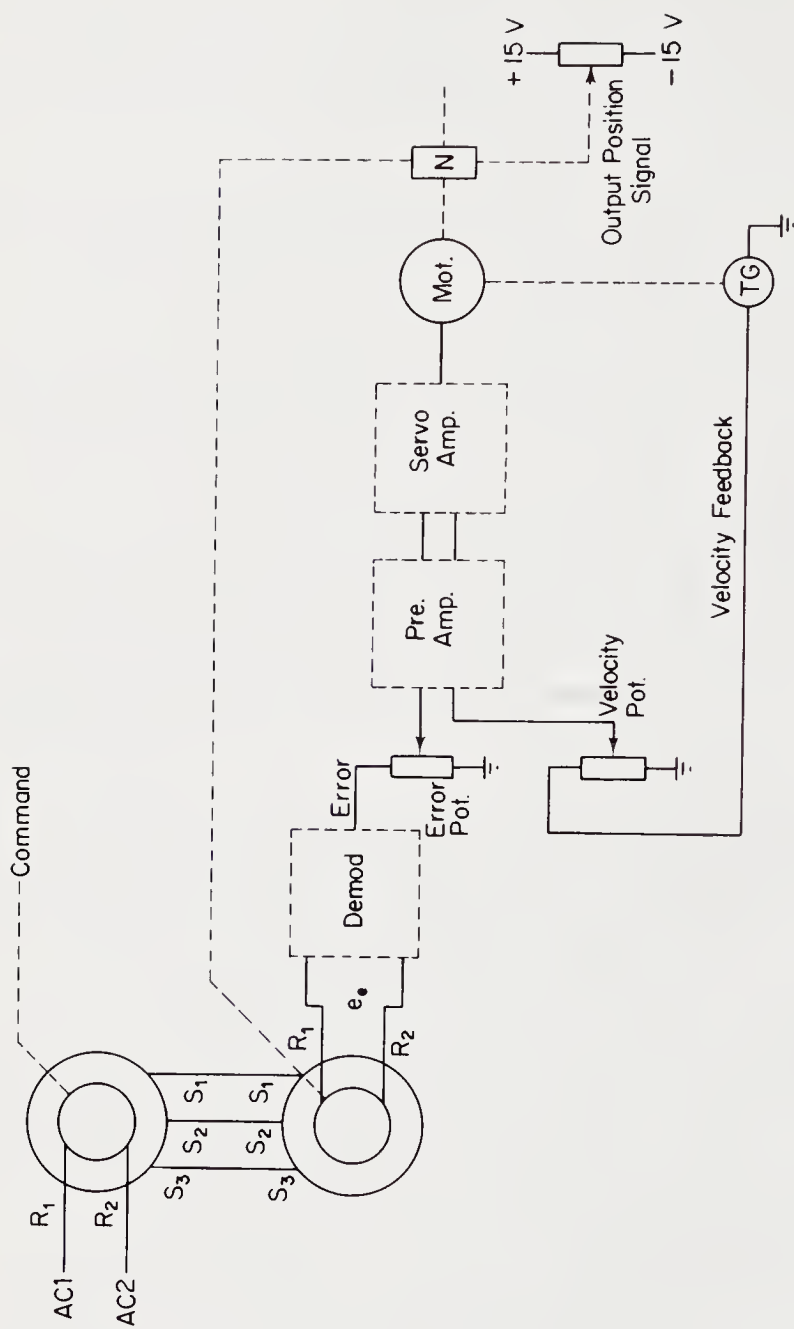 Command
AC1
AC2
R1
R2
S3
S2
S1
S3
S2
S1
R1
R2
e e
Demod
Error
Error
Pot.
Pre.
Amp.
Velocity
Pot.
Servo
Amp.
Mot.
N
Output Position
Signal
+15 V
−15 V
TG
Velocity Feedback